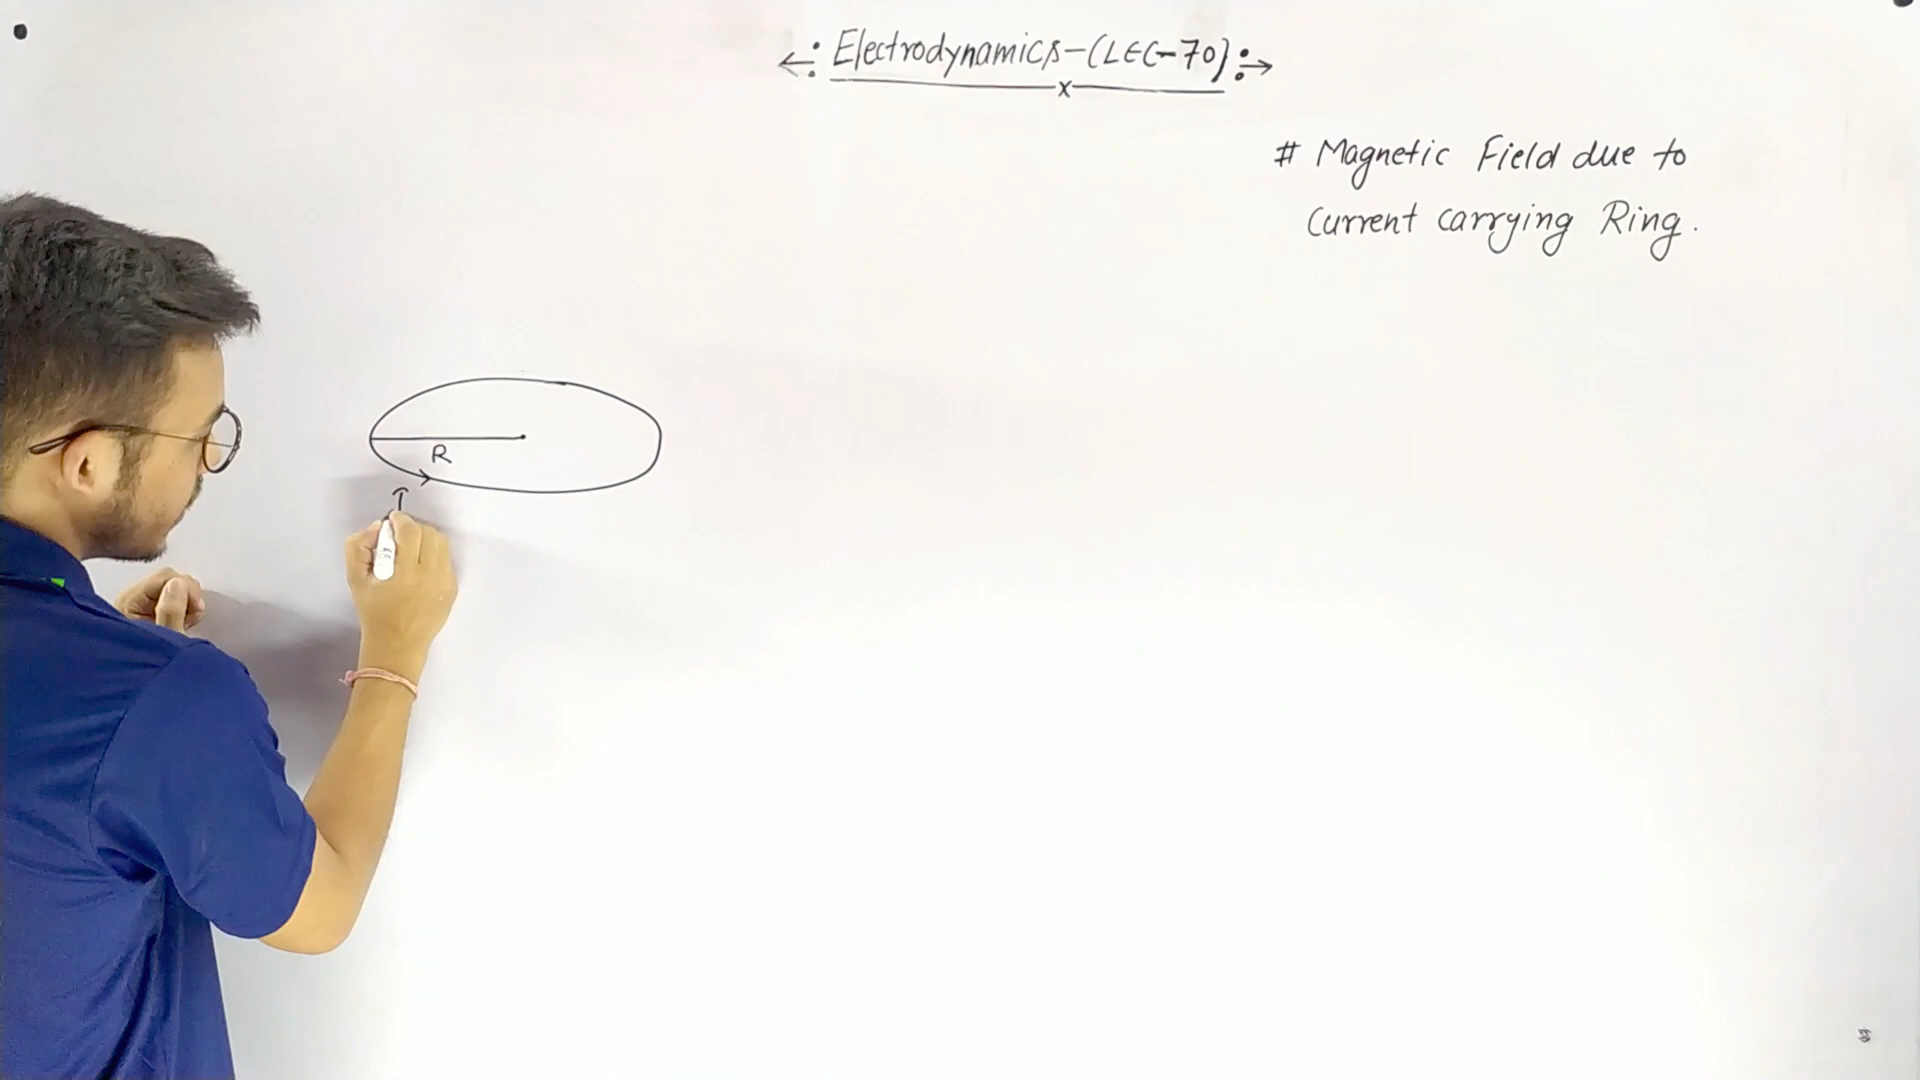 Electrodynamics-(LEC-70)
x
# Magnetic Field due to
Current carrying Ring.
R
I